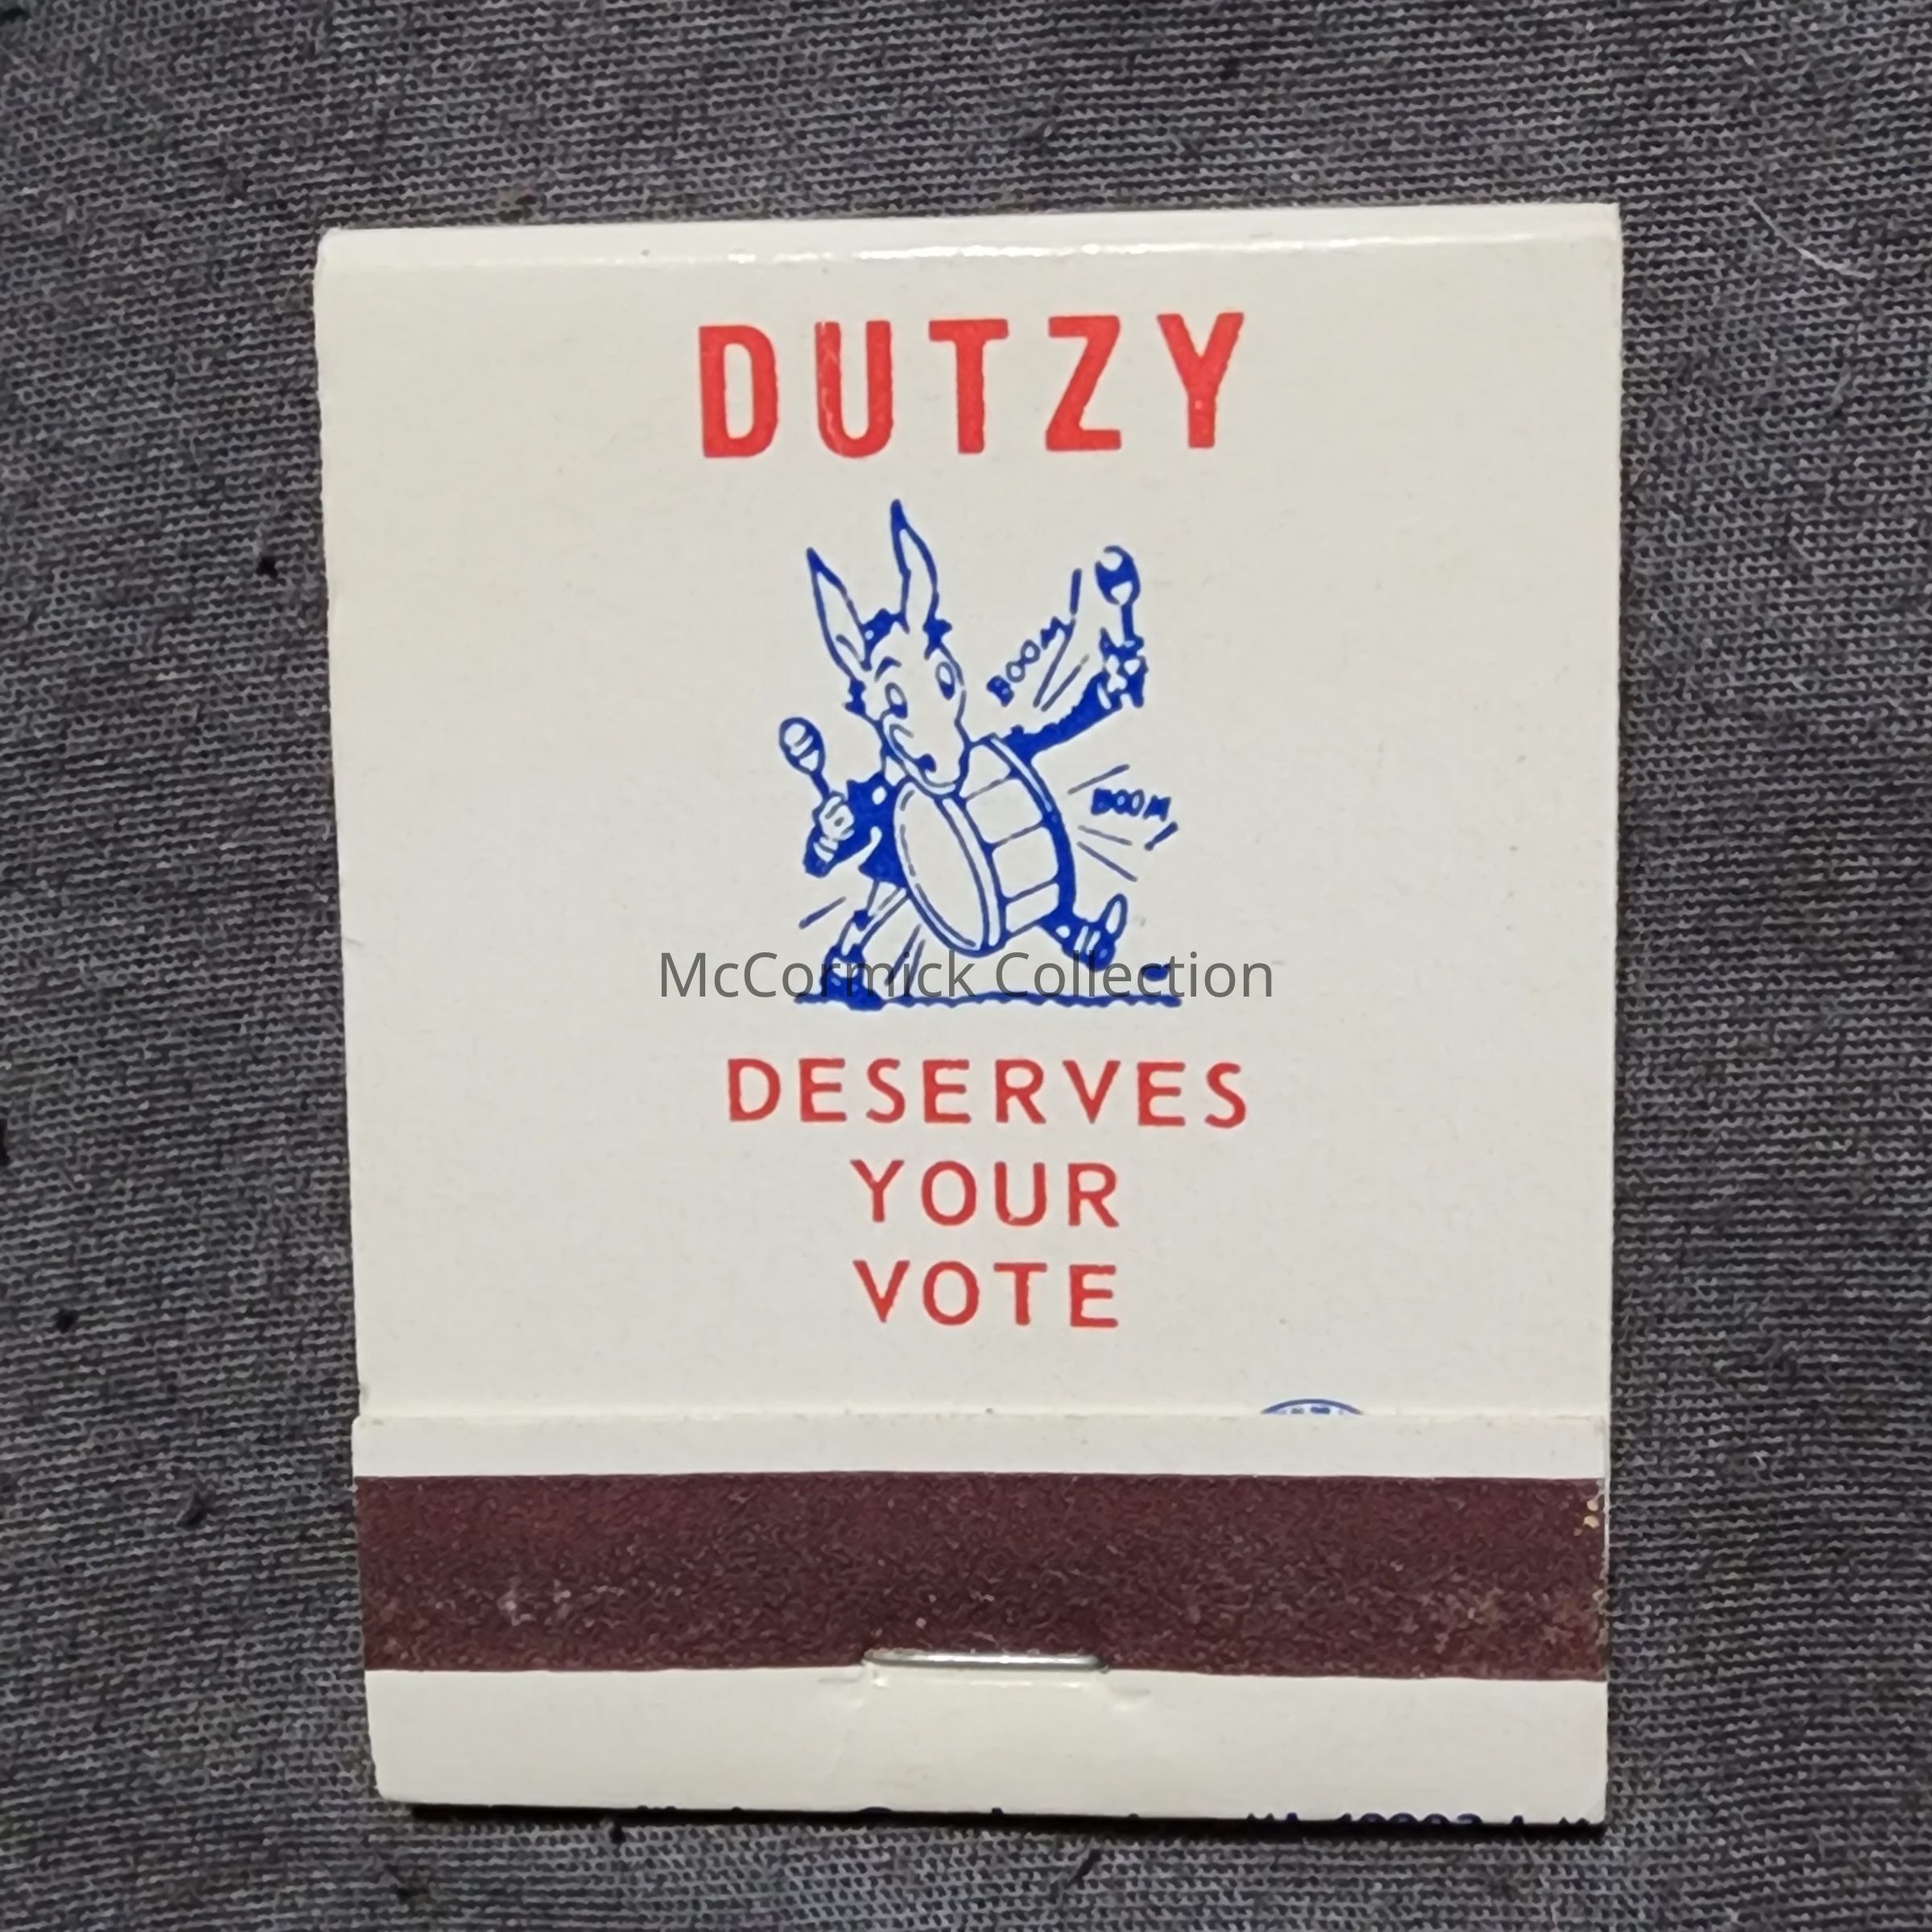 DUTZY
BOOM
BOOM!
McCormick Collection
DESERVES
YOUR
VOTE